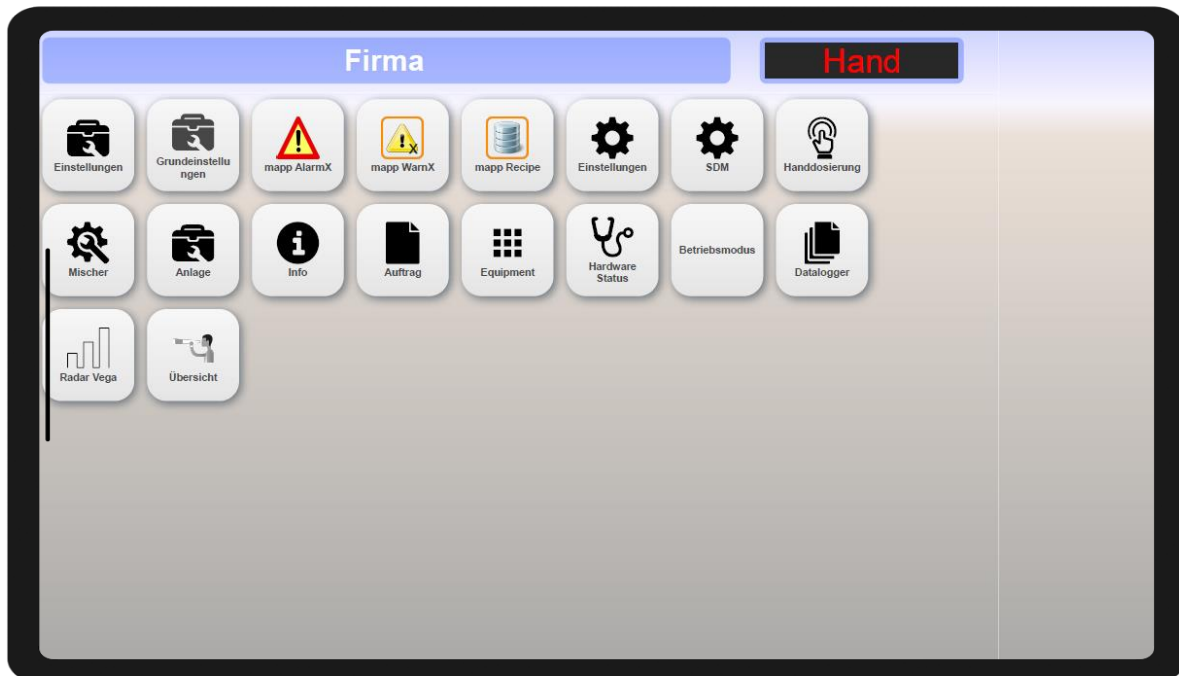 Firma
Hand
Einstellungen
Grundeinstellu
ngen
mapp AlarmX
mapp WarnX
mapp Recipe
Einstellungen
SDM
Handdosierung
Mischer
Anlage
Info
Auftrag
Equipment
Hardware
Status
Betriebsmodus
Datalogger
Radar Vega
Übersicht